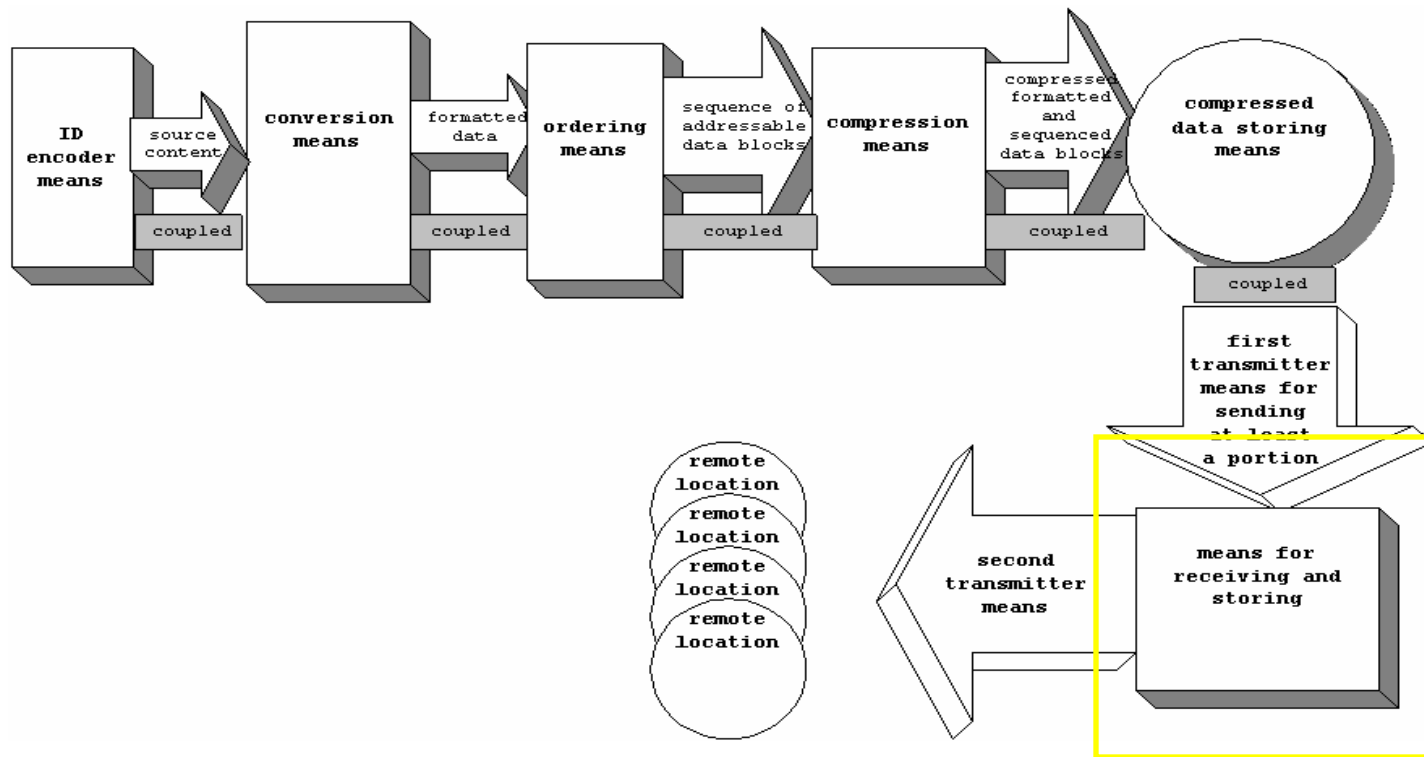 ID
encoder
means
source
content
coupled
conversion
means
formatted
data
coupled
ordering
means
sequence of
addressable
data blocks
coupled
compression
means
compressed
formatted
and
sequenced
data blocks
coupled
compressed
data storing
means
coupled
first
transmitter
means for
sending
at least
a portion
means for
receiving and
storing
second
transmitter
means
remote
location
remote
location
remote
location
remote
location